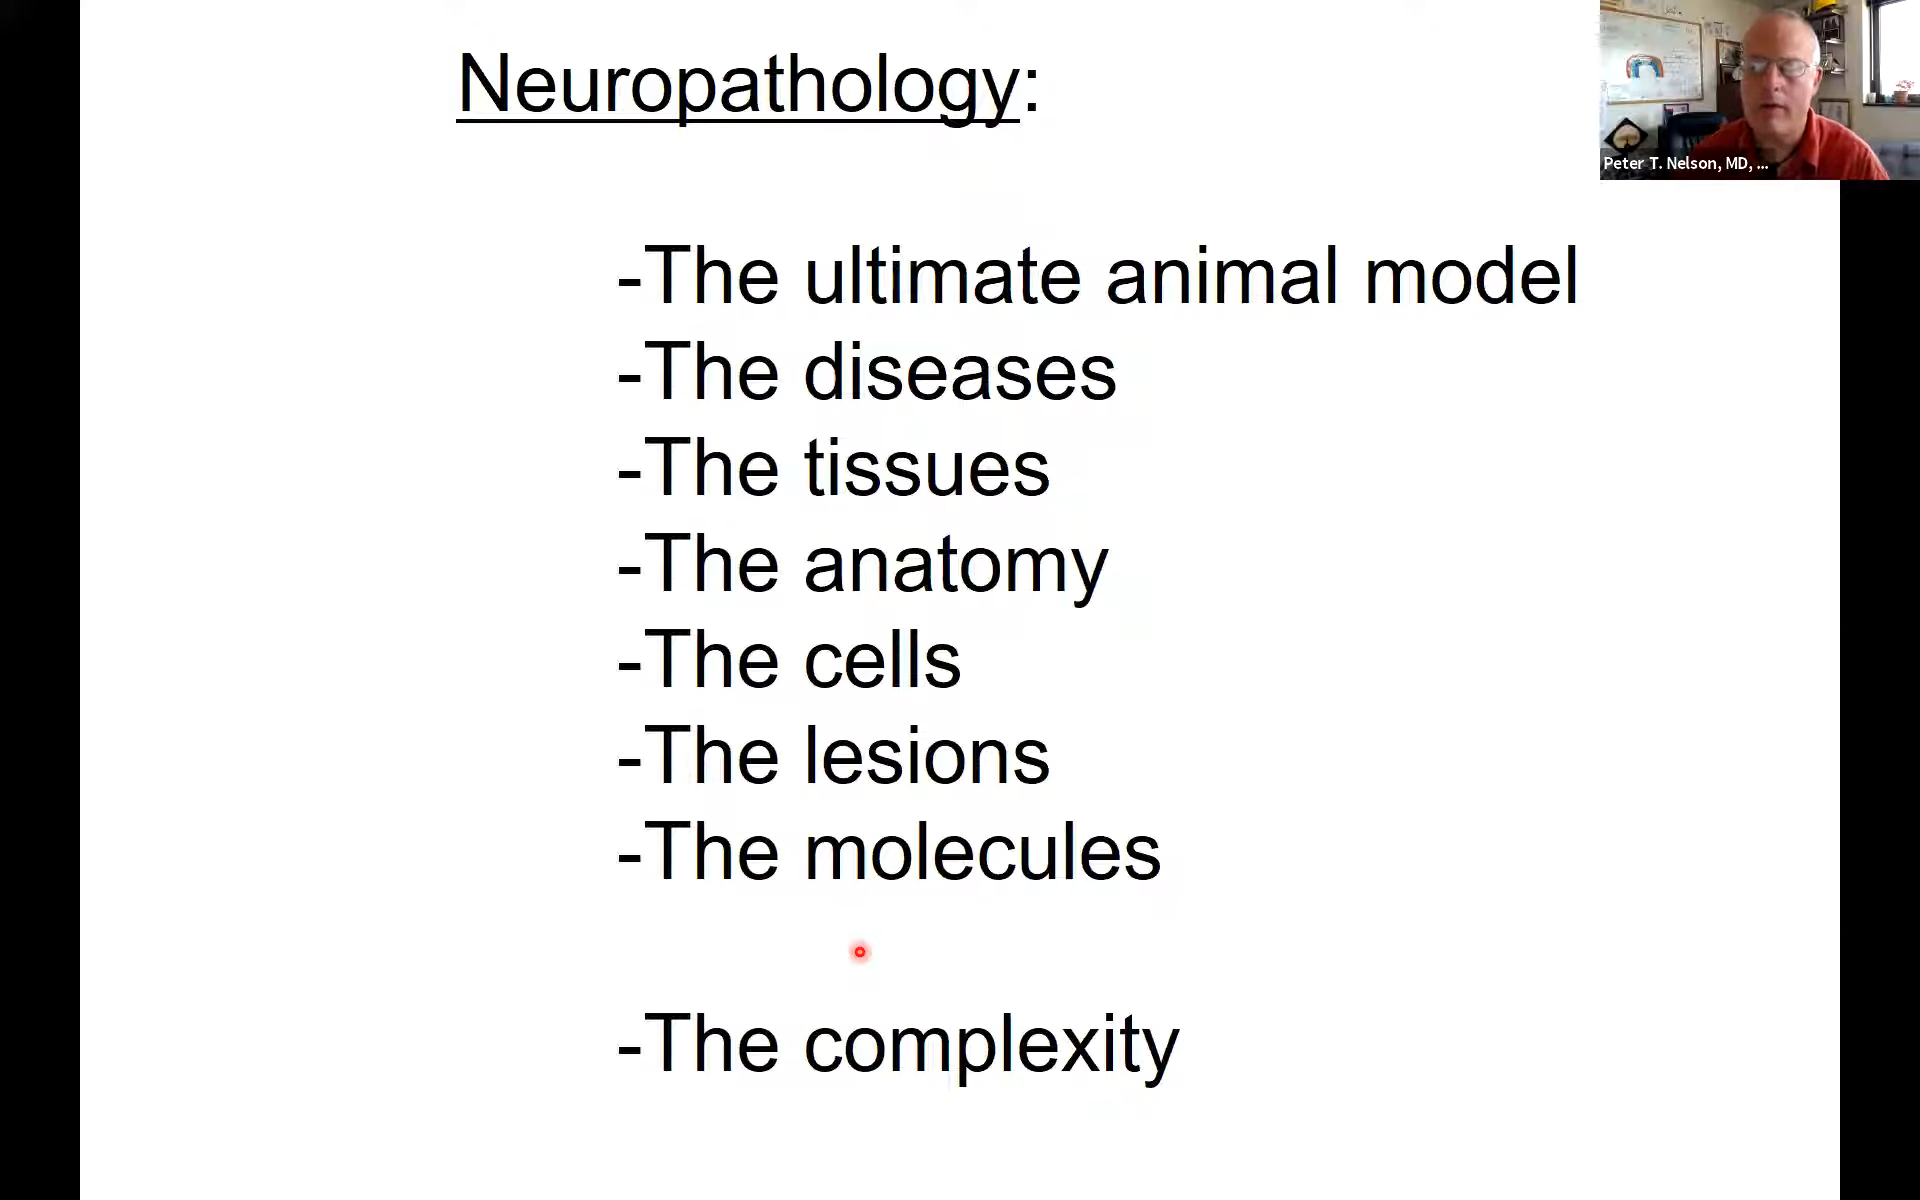 Neuropathology:
Peter T. Nelson, MD, ...
-The ultimate animal model
-The diseases
-The tissues
-The anatomy
-The cells
-The lesions
-The molecules
-The complexity